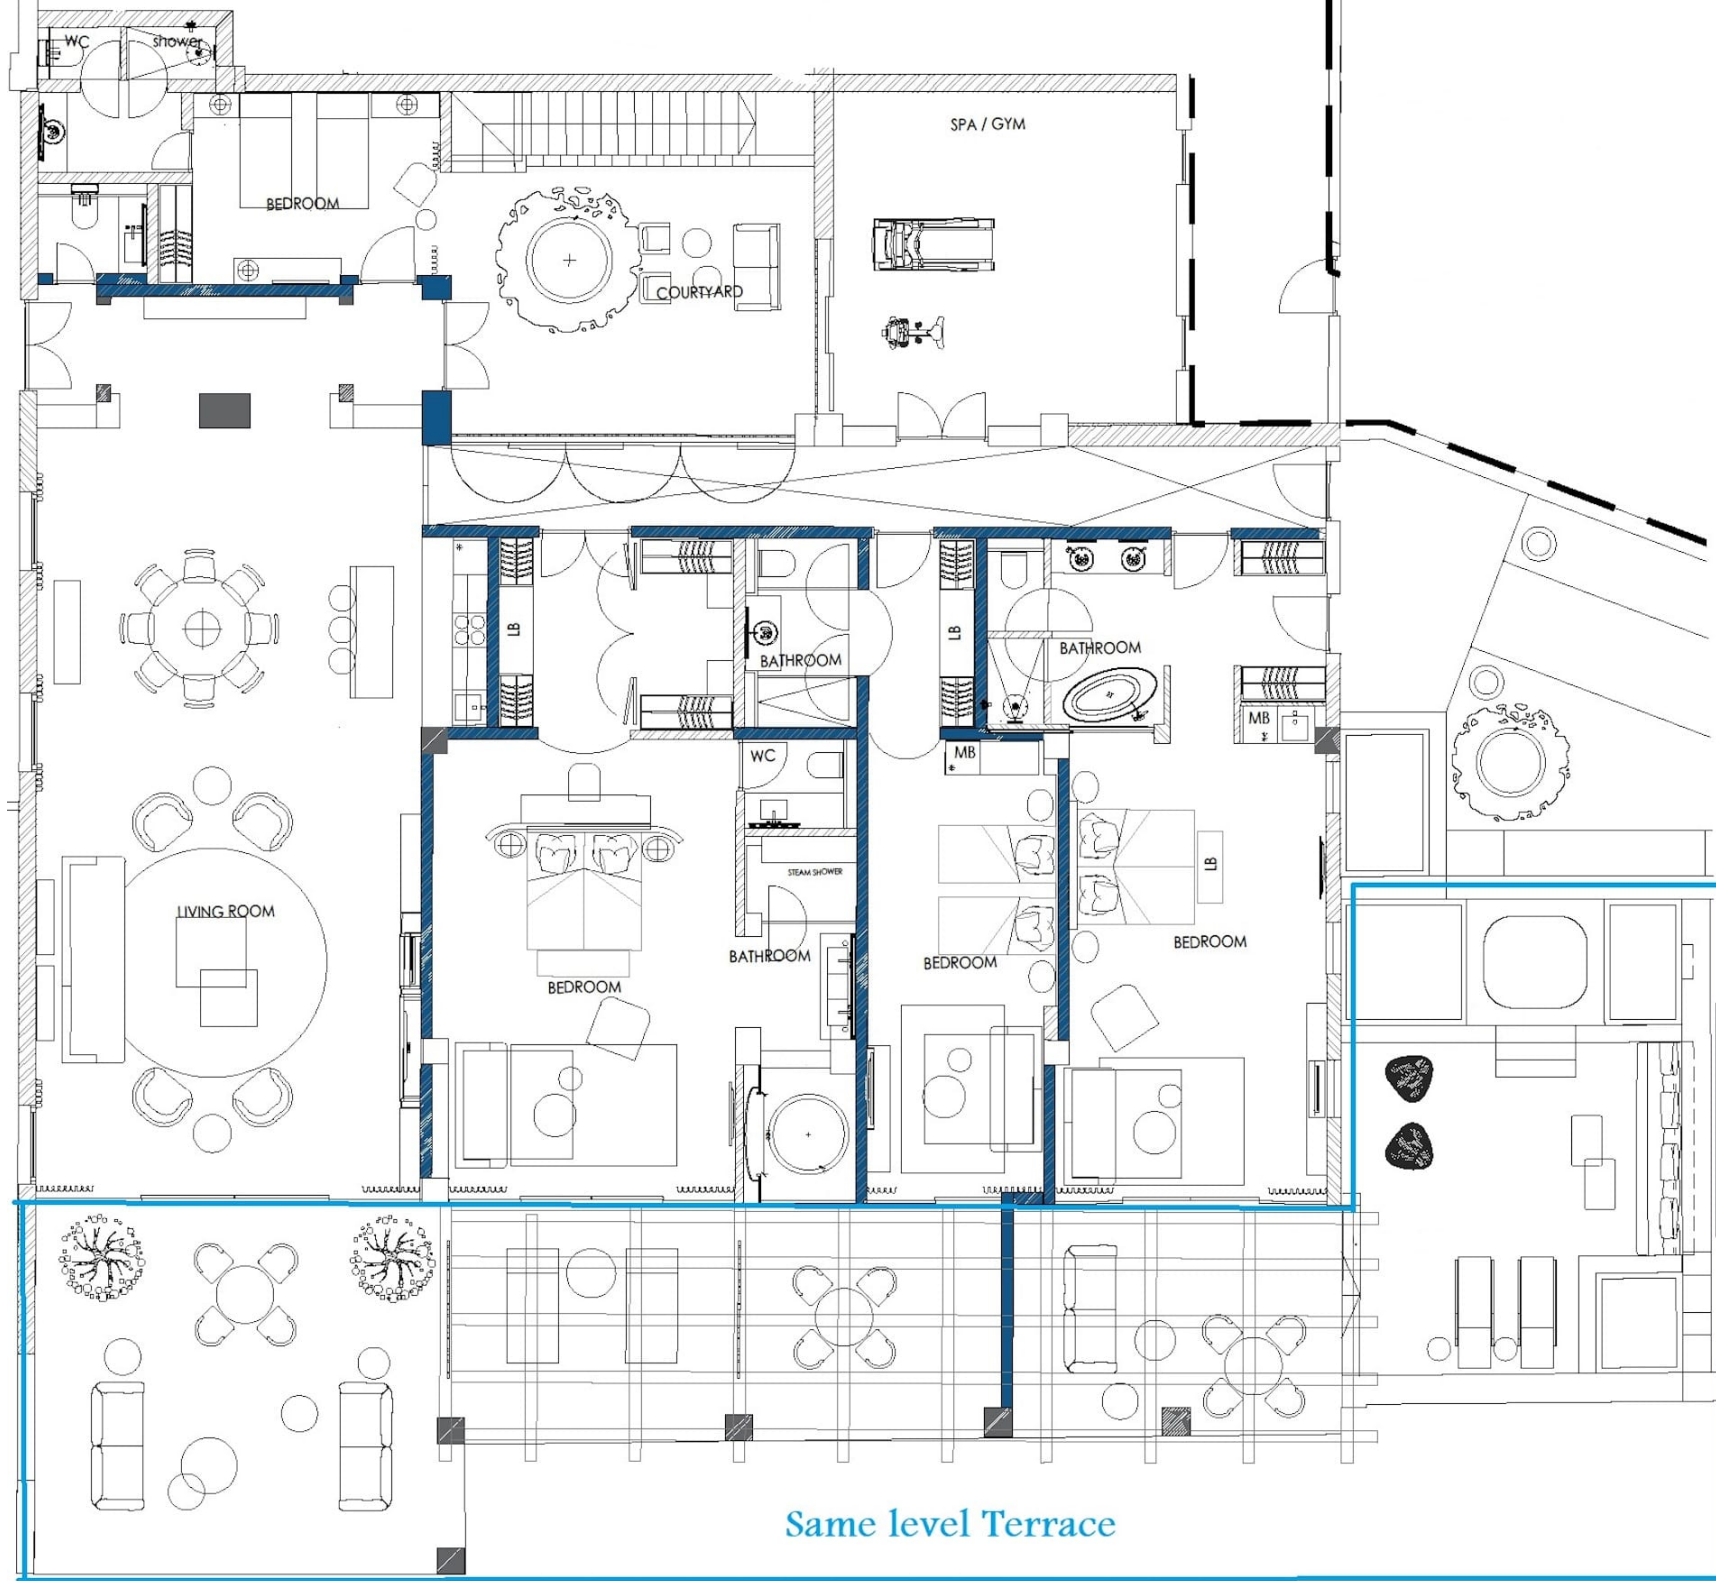 WC
shower
SPA / GYM
BEDROOM
COURTYARD
LB
BATHROOM
LB
BATHROOM
MB
WC
MB
STEAM SHOWER
LB
LIVING ROOM
BATHROOM
BEDROOM
BEDROOM
BEDROOM
Same level Terrace